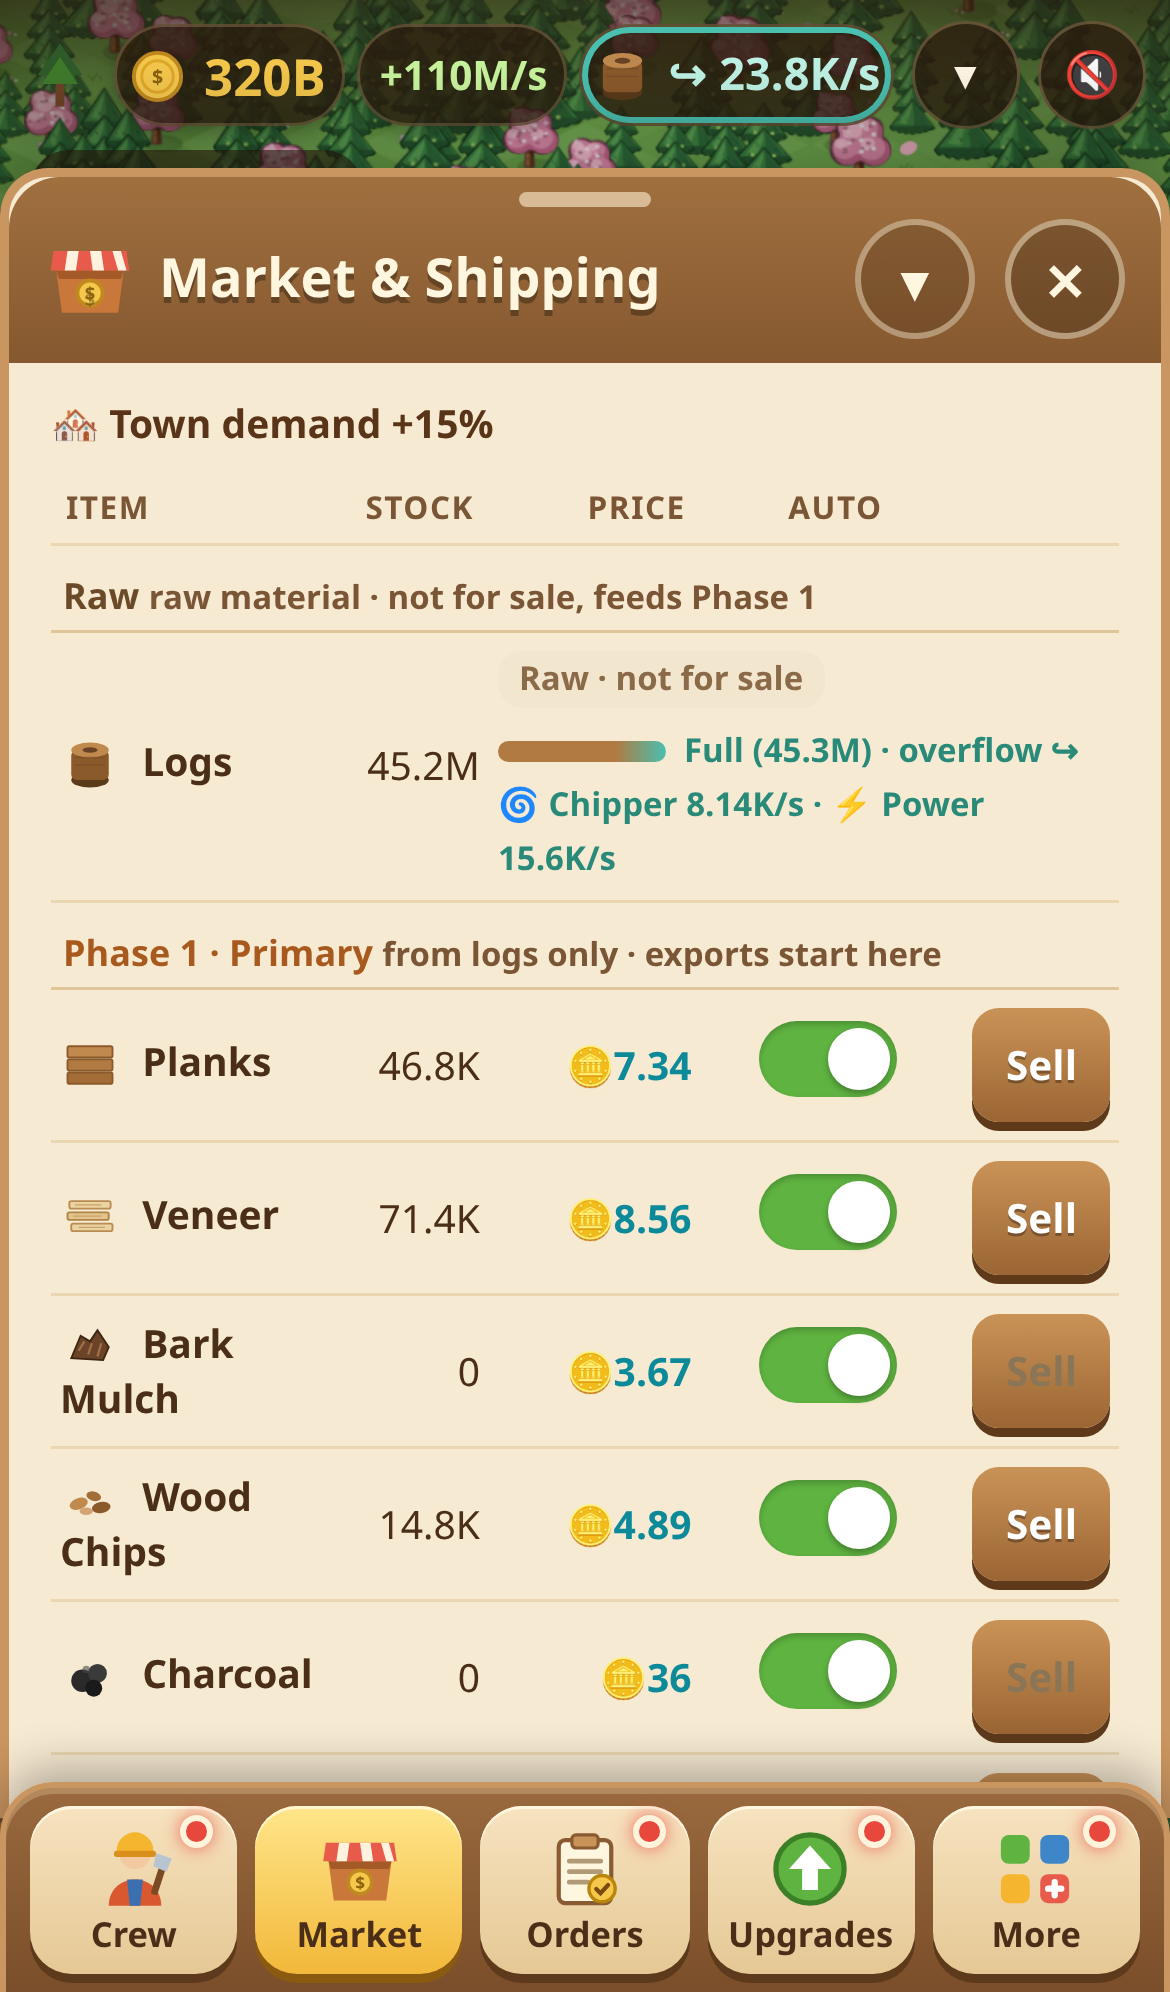 320B +110M/s ↪ 23.8K/s ▼
Market & Shipping ▼ ✕
Town demand +15%
ITEM STOCK PRICE AUTO
Raw raw material · not for sale, feeds Phase 1
Raw · not for sale
Logs 45.2M Full (45.3M) · overflow ↪
🌀 Chipper 8.14K/s · ⚡ Power
15.6K/s
Phase 1 · Primary from logs only · exports start here
Planks 46.8K 7.34 Sell
Veneer 71.4K 8.56 Sell
Bark
Mulch 0 3.67 Sell
Wood
Chips 14.8K 4.89 Sell
Charcoal 0 36 Sell
Crew Market Orders Upgrades More